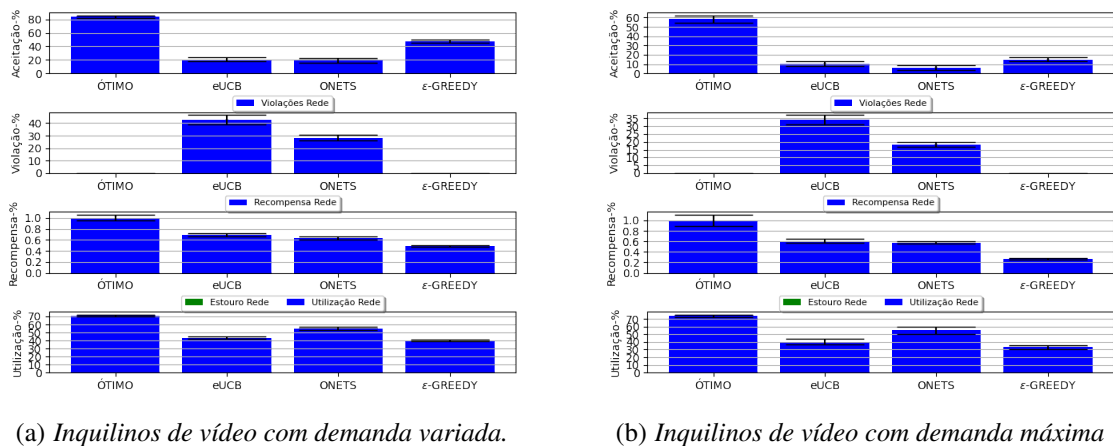 Aceitação-%
80
60
40
20
0
ÓTIMO eUCB ONETS ε-GREEDY
Violações Rede
Violação-%
40
30
20
10
0
ÓTIMO eUCB ONETS ε-GREEDY
Recompensa Rede
Recompensa-%
1.0
0.8
0.6
0.4
0.2
0.0
ÓTIMO eUCB ONETS ε-GREEDY
Estouro Rede Utilização Rede
Utilização-%
70
60
50
40
30
20
10
0
ÓTIMO eUCB ONETS ε-GREEDY
(a) Inquilinos de vídeo com demanda variada.
Aceitação-%
60
50
40
30
20
10
0
ÓTIMO eUCB ONETS ε-GREEDY
Violações Rede
Violação-%
35
30
25
20
15
10
5
0
ÓTIMO eUCB ONETS ε-GREEDY
Recompensa Rede
Recompensa-%
1.0
0.8
0.6
0.4
0.2
0.0
ÓTIMO eUCB ONETS ε-GREEDY
Estouro Rede Utilização Rede
Utilização-%
70
60
50
40
30
20
10
0
ÓTIMO eUCB ONETS ε-GREEDY
(b) Inquilinos de vídeo com demanda máxima